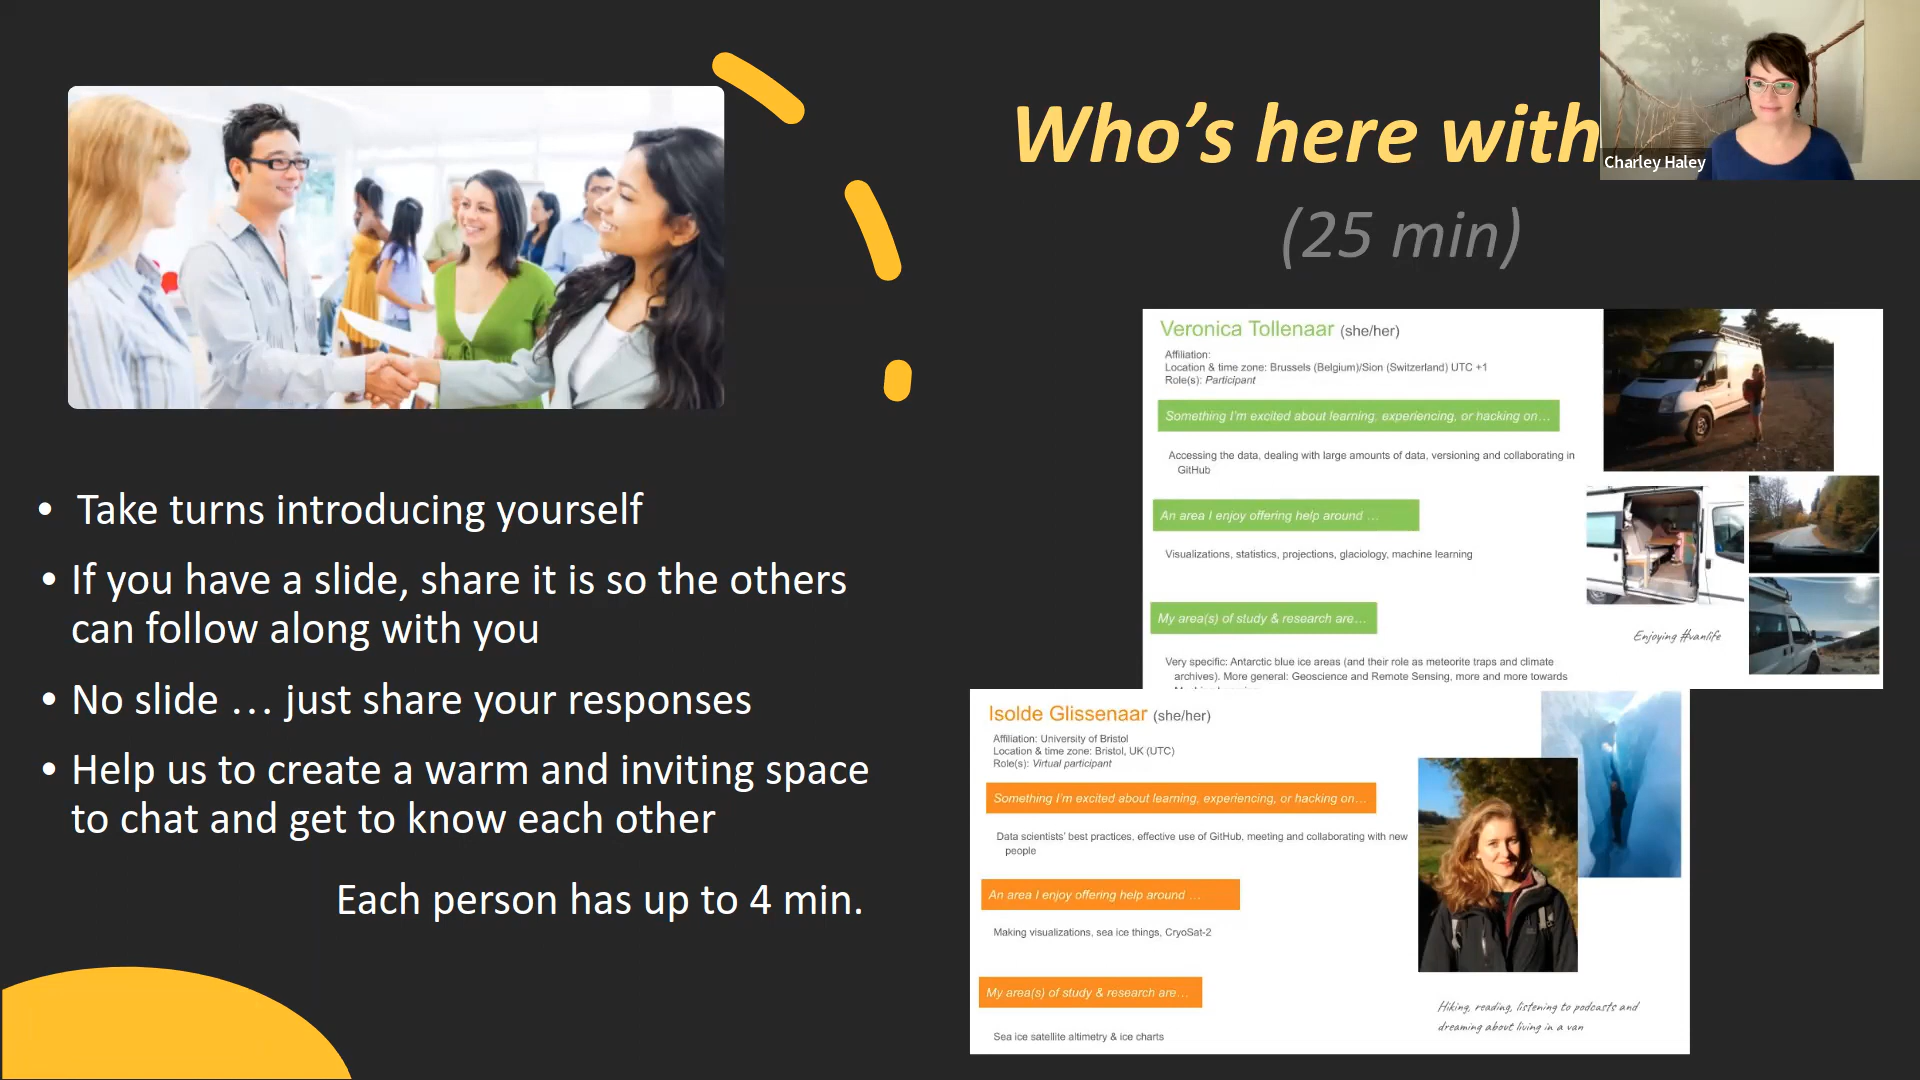 Who's here with
(25 min)
Charley Haley
• Take turns introducing yourself
• If you have a slide, share it is so the others
can follow along with you
• No slide … just share your responses
• Help us to create a warm and inviting space
to chat and get to know each other
Each person has up to 4 min.
Veronica Tollenaar (she/her)
Affiliation:
Location & time zone: Brussels (Belgium)/Sion (Switzerland) UTC +1
Role(s): Participant
Something I'm excited about learning, experiencing, or hacking on…
Accessing the data, dealing with large amounts of data, versioning and collaborating in
GitHub
An area I enjoy offering help around …
Visualizations, statistics, projections, glaciology, machine learning
My area(s) of study & research are…
Very specific: Antarctic blue ice areas (and their role as meteorite traps and climate
archives). More general: Geoscience and Remote Sensing, more and more towards
Enjoying #vanlife
Isolde Glissenaar (she/her)
Affiliation: University of Bristol
Location & time zone: Bristol, UK (UTC)
Role(s): Virtual participant
Something I'm excited about learning, experiencing, or hacking on…
Data scientists' best practices, effective use of GitHub, meeting and collaborating with new
people
An area I enjoy offering help around …
Making visualizations, sea ice things, CryoSat-2
My area(s) of study & research are…
Sea ice satellite altimetry & ice charts
Hiking, reading, listening to podcasts and
dreaming about living in a van